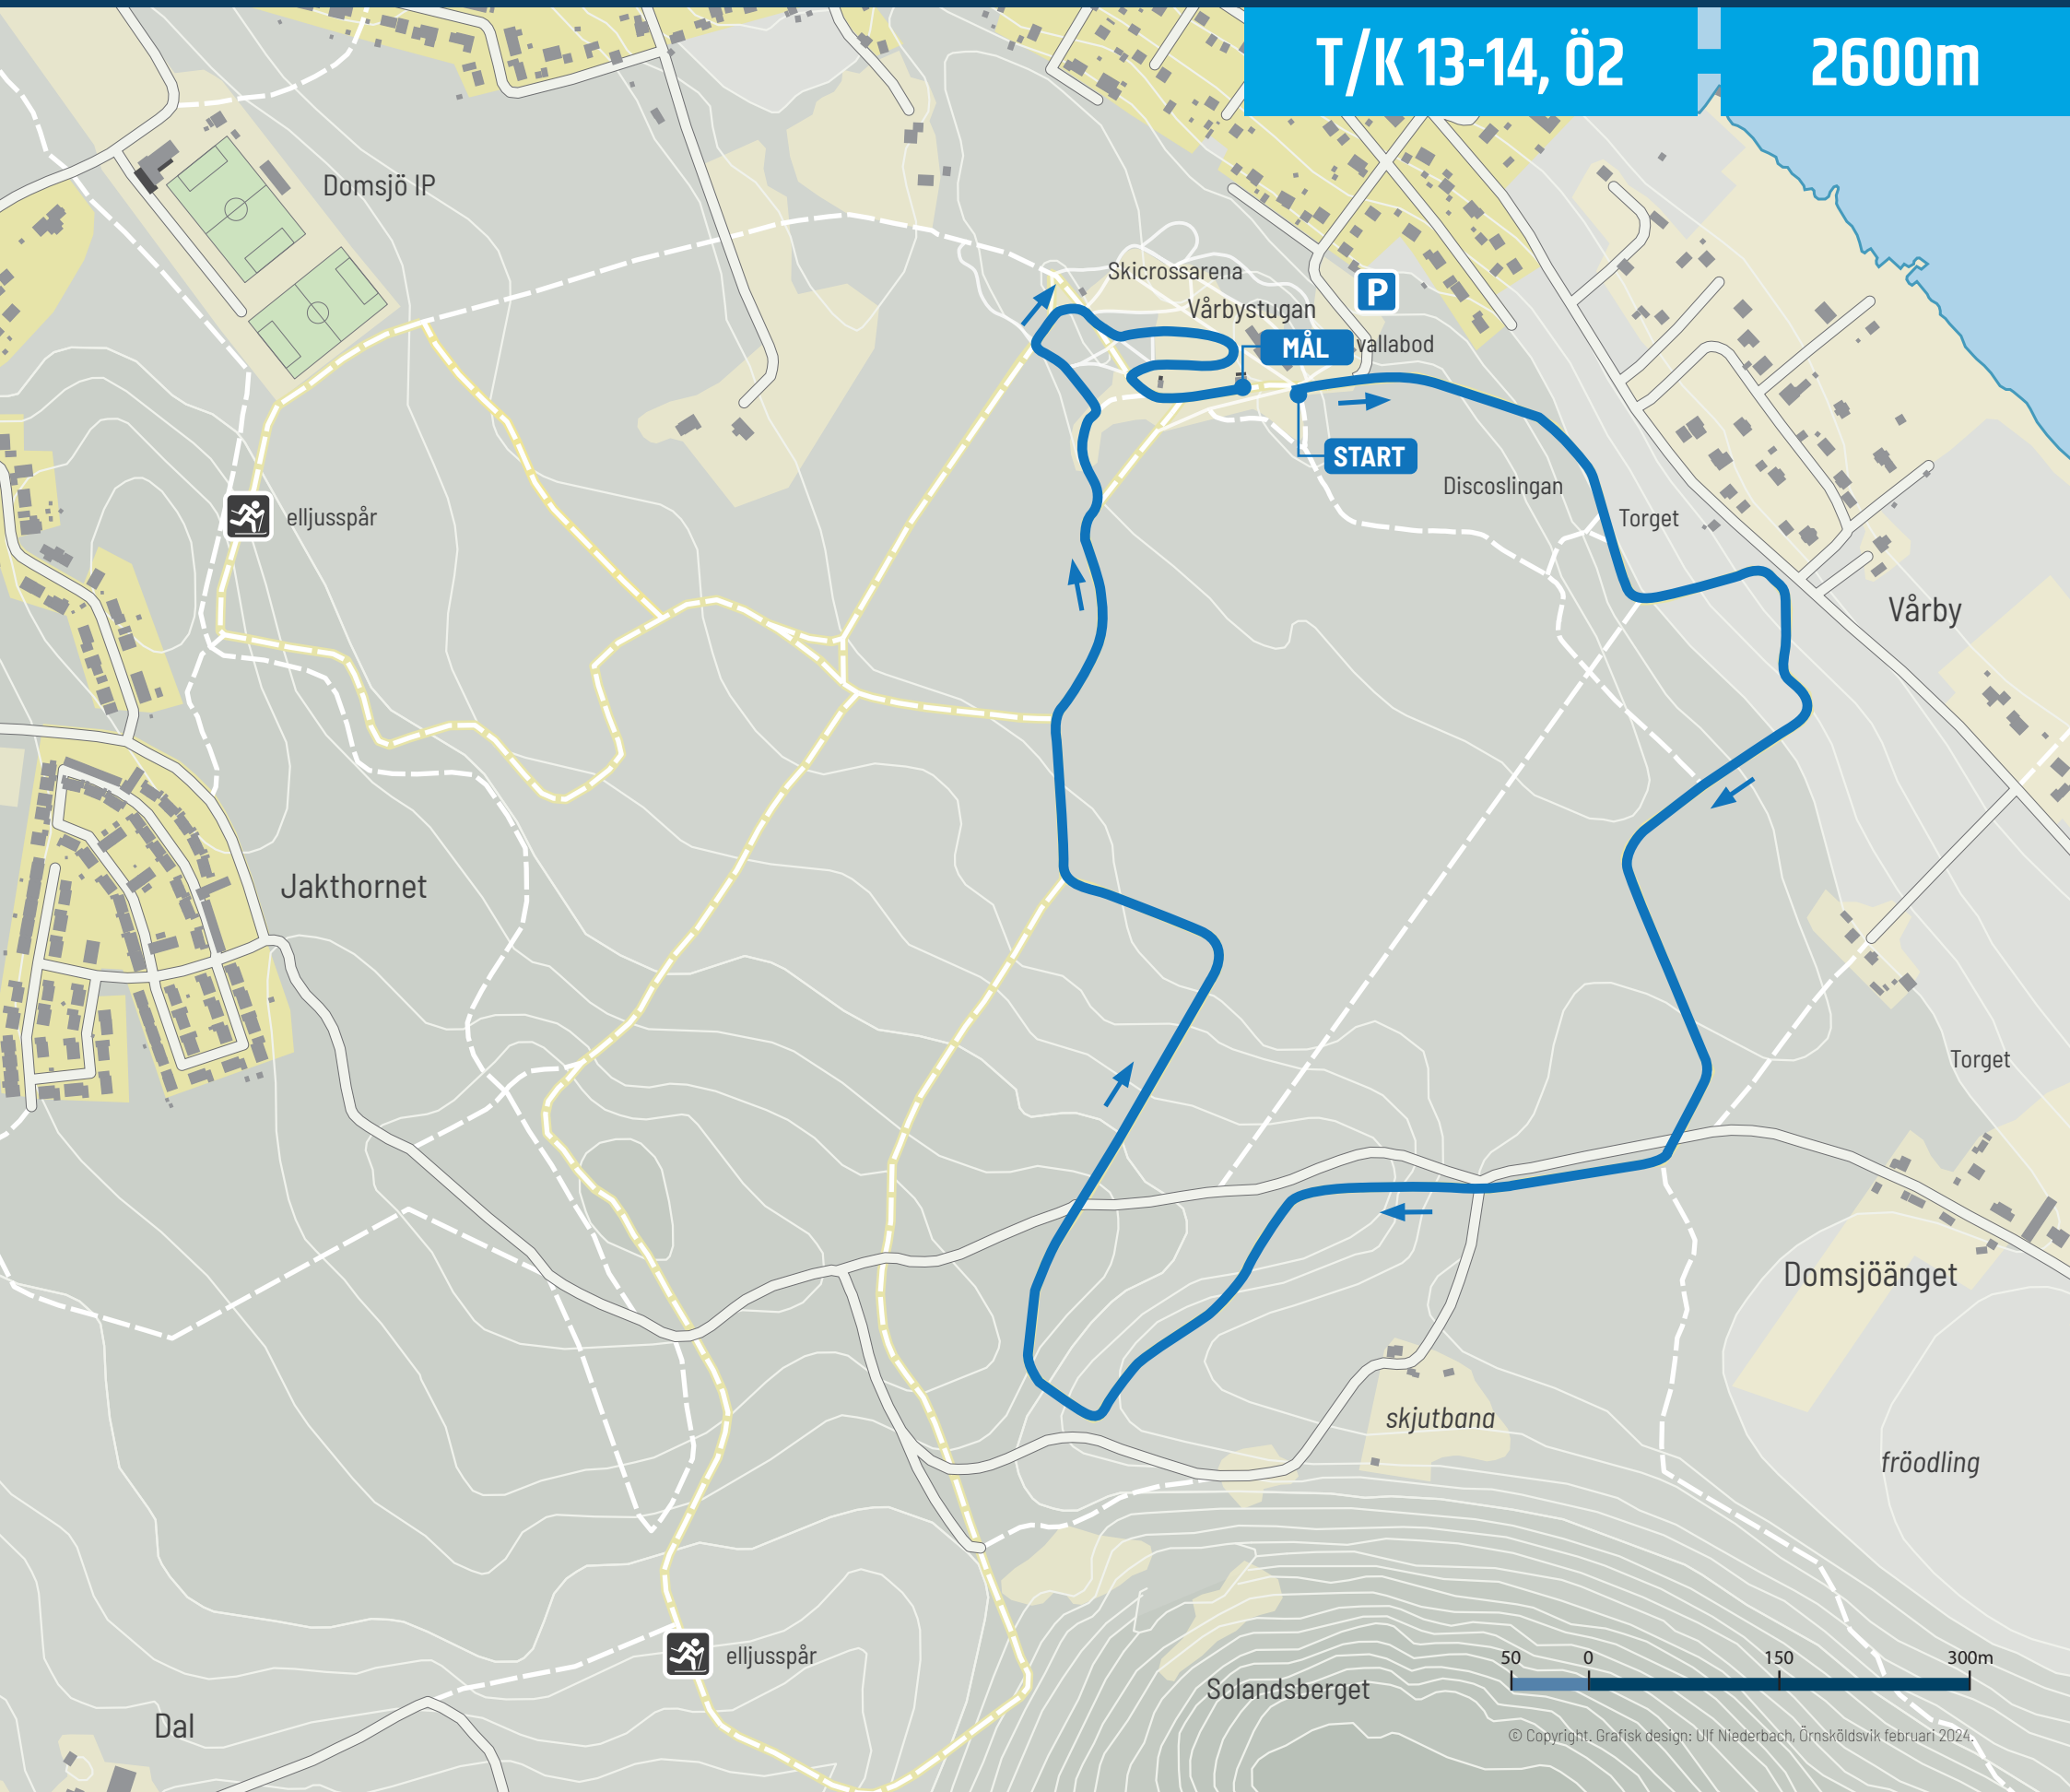 T/K 13-14, Ö2
2600m
Domsjö IP
Skicrossarena
P
Vårbystugan
MÅL
vallabod
START
Discoslingan
Torget
elljusspår
Vårby
Jakthornet
Torget
Domsjöänget
skjutbana
fröodling
elljusspår
Solandsberget
50 0 150 300m
Dal
© Copyright. Grafisk design: Ulf Niederbach, Örnsköldsvik februari 2024.